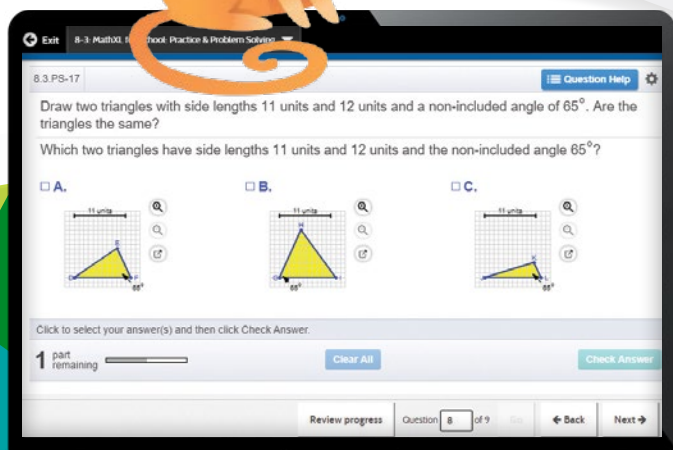 Exit 8-3: MathXL for School: Practice & Problem Solving
8.3.PS-17 Question Help
Draw two triangles with side lengths 11 units and 12 units and a non-included angle of 65°. Are the
triangles the same?
Which two triangles have side lengths 11 units and 12 units and the non-included angle 65°?
A. B. C.
11 units 11 units 11 units
H
K
L
65° 65° 65°
Click to select your answer(s) and then click Check Answer.
1 part
remaining
Clear All Check Answer
Review progress Question 8 of 9 Go Back Next